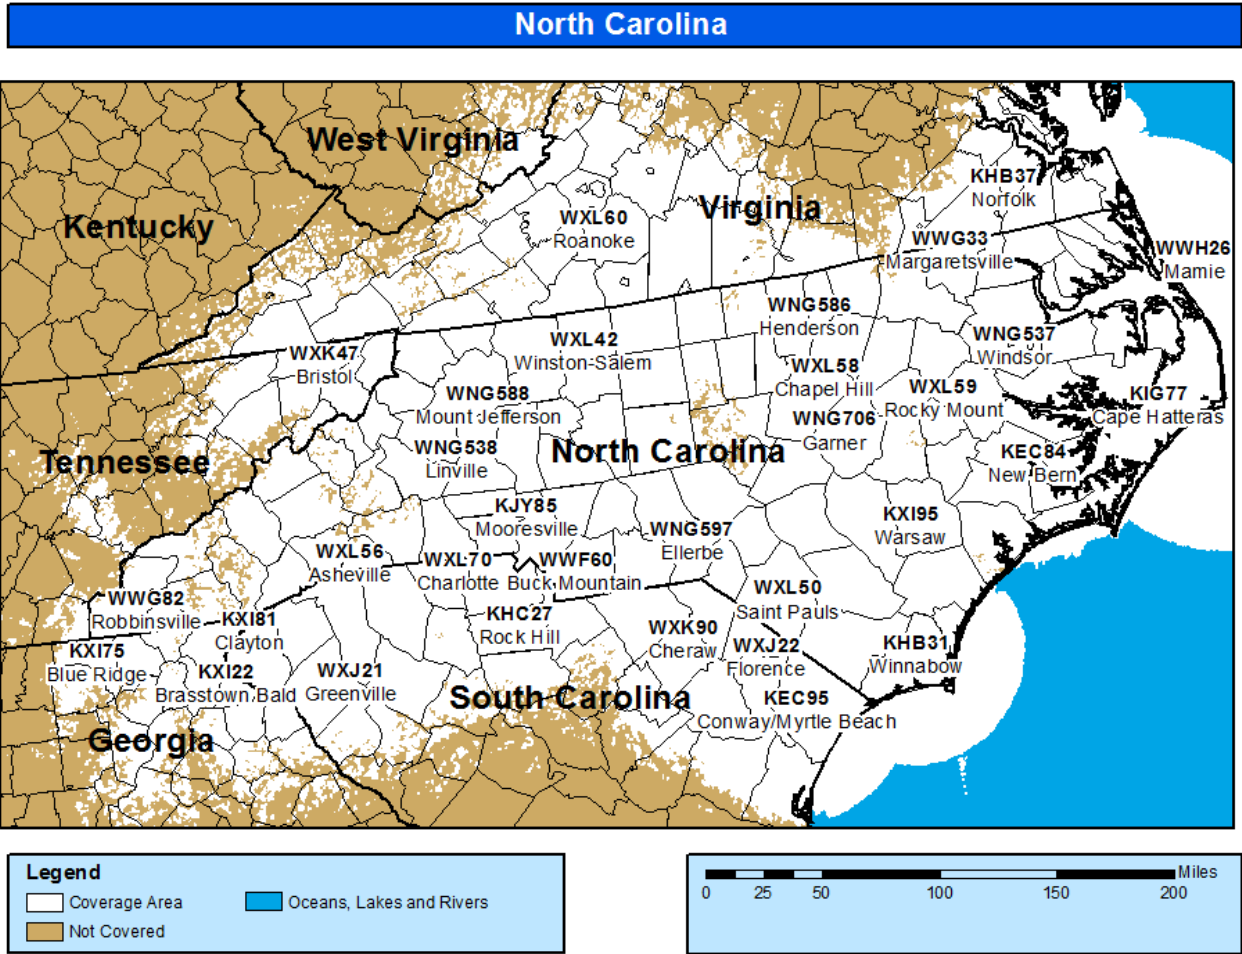 North Carolina
West Virginia
Kentucky
Virginia
KHB37
Norfolk
WXL60
Roanoke
WWG33
Margaretsville
WWH26
Mamie
WNG586
Henderson
WNG537
Windsor
WXL42
Winston-Salem
WXK47
Bristol
WXL58
Chapel Hill
WXL59
Rocky Mount
KIG77
Cape Hatteras
WNG588
Mount Jefferson
WNG706
Garner
WNG538
Linville
North Carolina
Tennessee
KEC84
New Bern
KJY85
Mooresville
WNG597
Ellerbe
KXI95
Warsaw
WXL56
Asheville
WXL70
Charlotte
WWF60
Buck Mountain
WWG82
Robbinsville
KXI81
Clayton
KHC27
Rock Hill
WXL50
Saint Pauls
WXK90
Cheraw
WXJ22
Florence
KHB31
Winnabow
KXI75
Blue Ridge
KXI22
Brasstown Bald
WXJ21
Greenville
South Carolina
KEC95
Conway/Myrtle Beach
Georgia
Legend
Coverage Area
Oceans, Lakes and Rivers
Not Covered
Miles
0 25 50 100 150 200